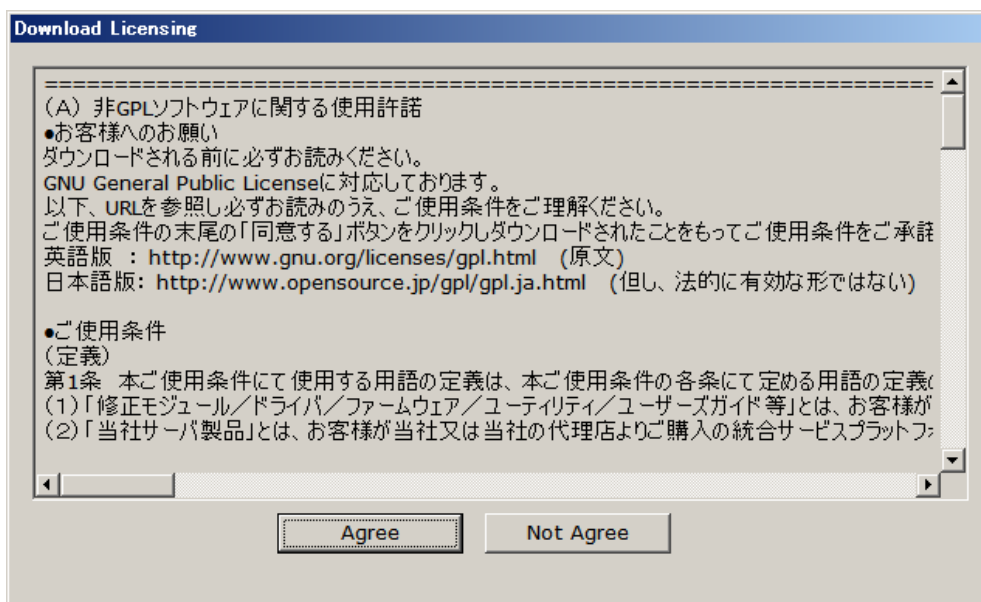 Download Licensing
================================================================
(A) 非GPLソフトウェアに関する使用許諾
●お客様へのお願い
ダウンロードされる前に必ずお読みください。
GNU General Public Licenseに対応しております。
以下、URLを参照し必ずお読みのうえ、ご使用条件をご理解ください。
ご使用条件の末尾の「同意する」ボタンをクリックしダウンロードされたことをもってご使用条件をご承諾
英語版 : http://www.gnu.org/licenses/gpl.html (原文)
日本語版: http://www.opensource.jp/gpl/gpl.ja.html (但し、法的に有効な形ではない)
●ご使用条件
(定義)
第1条 本ご使用条件にて使用する用語の定義は、本ご使用条件の各条にて定める用語の定義
(1)「修正モジュール/ドライバ/ファームウェア/ユーティリティ/ユーザーズガイド等」とは、お客様が
(2)「当社サーバ製品」とは、お客様が当社又は当社の代理店よりご購入の統合サービスプラットフ
Agree
Not Agree